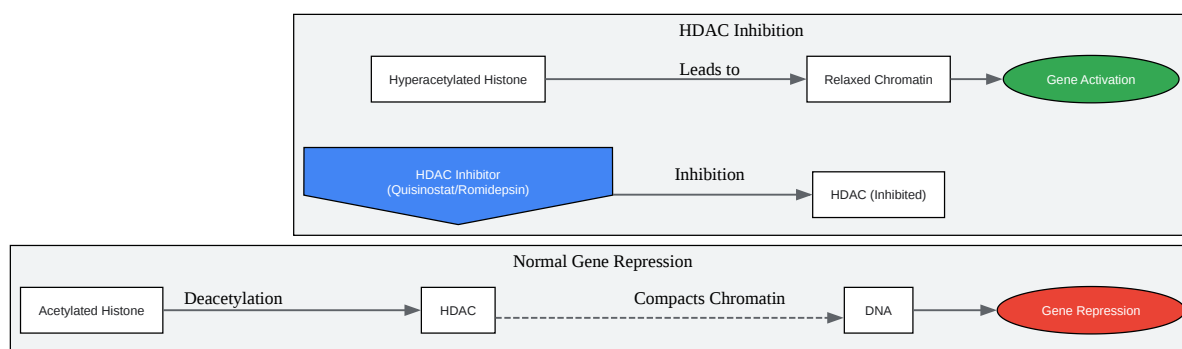 HDAC Inhibition
Hyperacetylated Histone
Leads to
Relaxed Chromatin
Gene Activation
HDAC Inhibitor
(Quisinostat/Romidepsin)
Inhibition
HDAC (Inhibited)
Normal Gene Repression
Acetylated Histone
Deacetylation
HDAC
Compacts Chromatin
DNA
Gene Repression